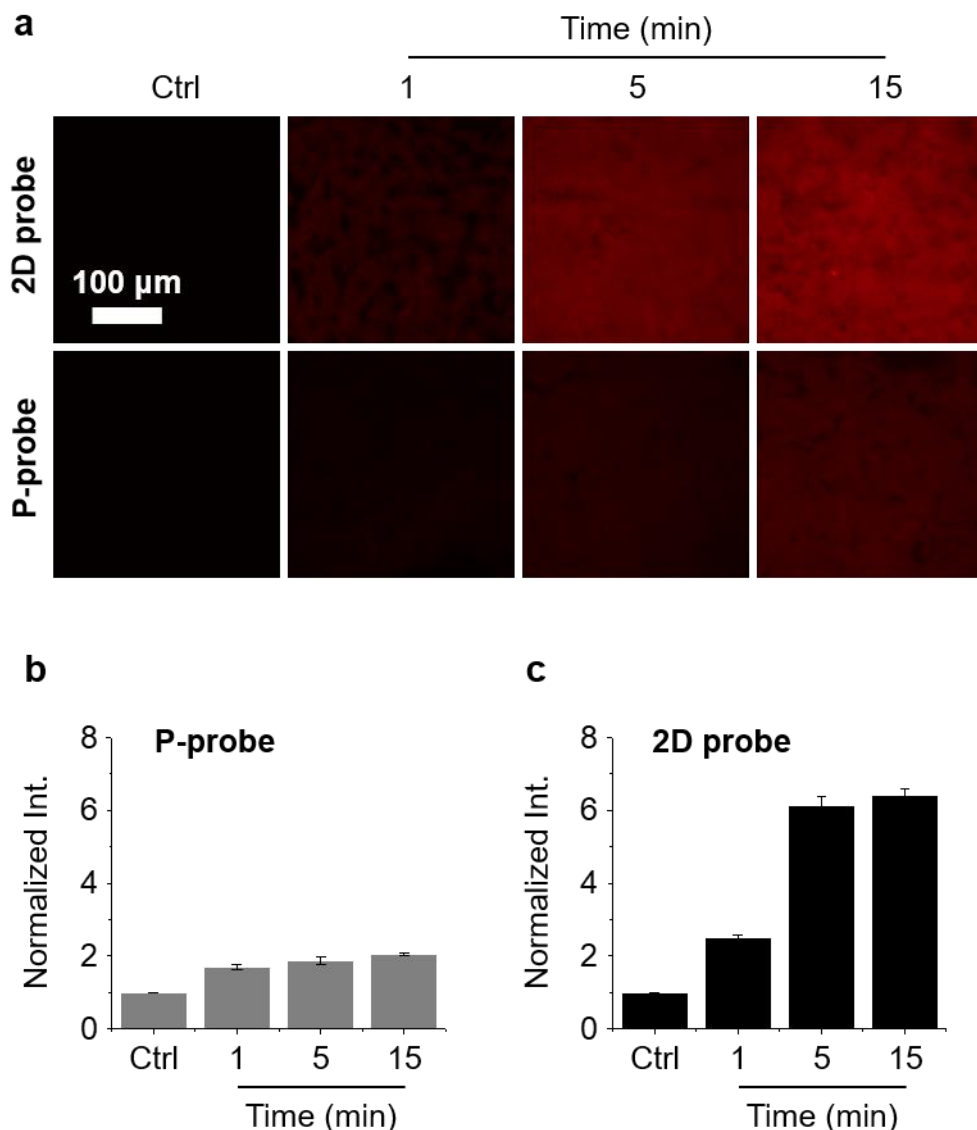 a
Time (min)
Ctrl 1 5 15
2D probe
100 µm
P-probe
b
P-probe
Normalized Int.
8
6
4
2
0
Ctrl 1 5 15
Time (min)
c
2D probe
Normalized Int.
8
6
4
2
0
Ctrl 1 5 15
Time (min)